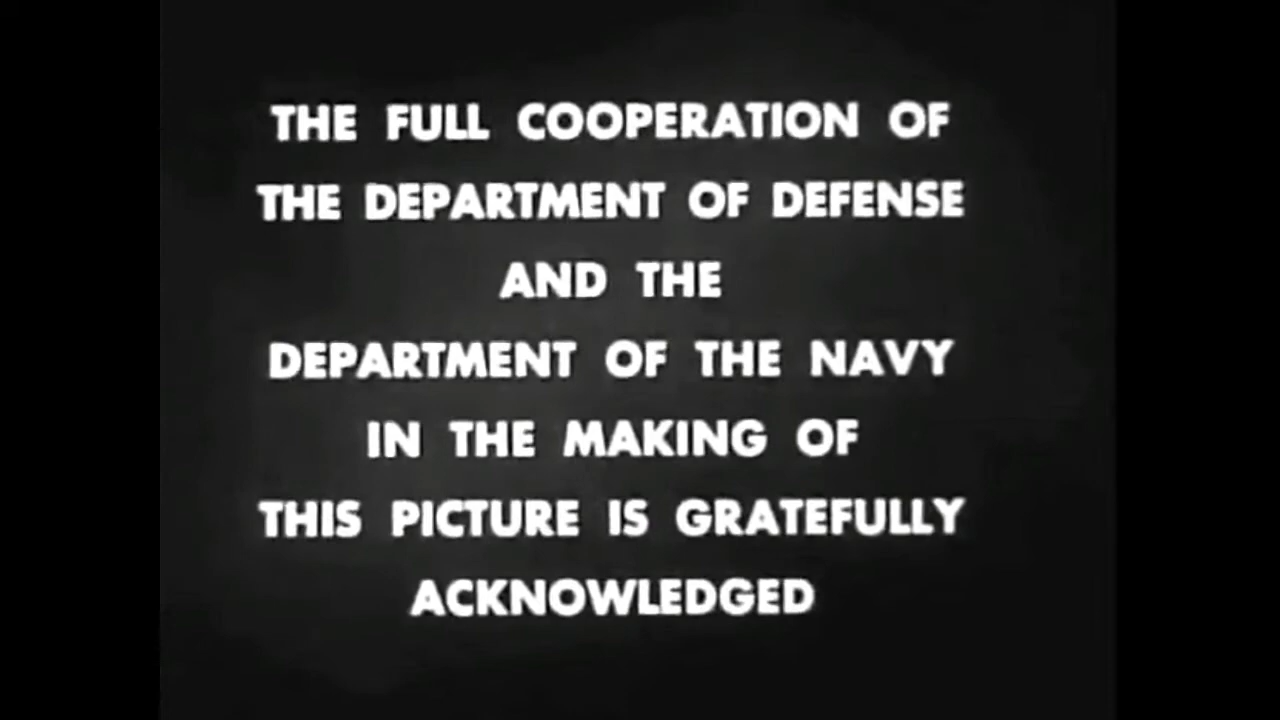 THE FULL COOPERATION OF
THE DEPARTMENT OF DEFENSE
AND THE
DEPARTMENT OF THE NAVY
IN THE MAKING OF
THIS PICTURE IS GRATEFULLY
ACKNOWLEDGED